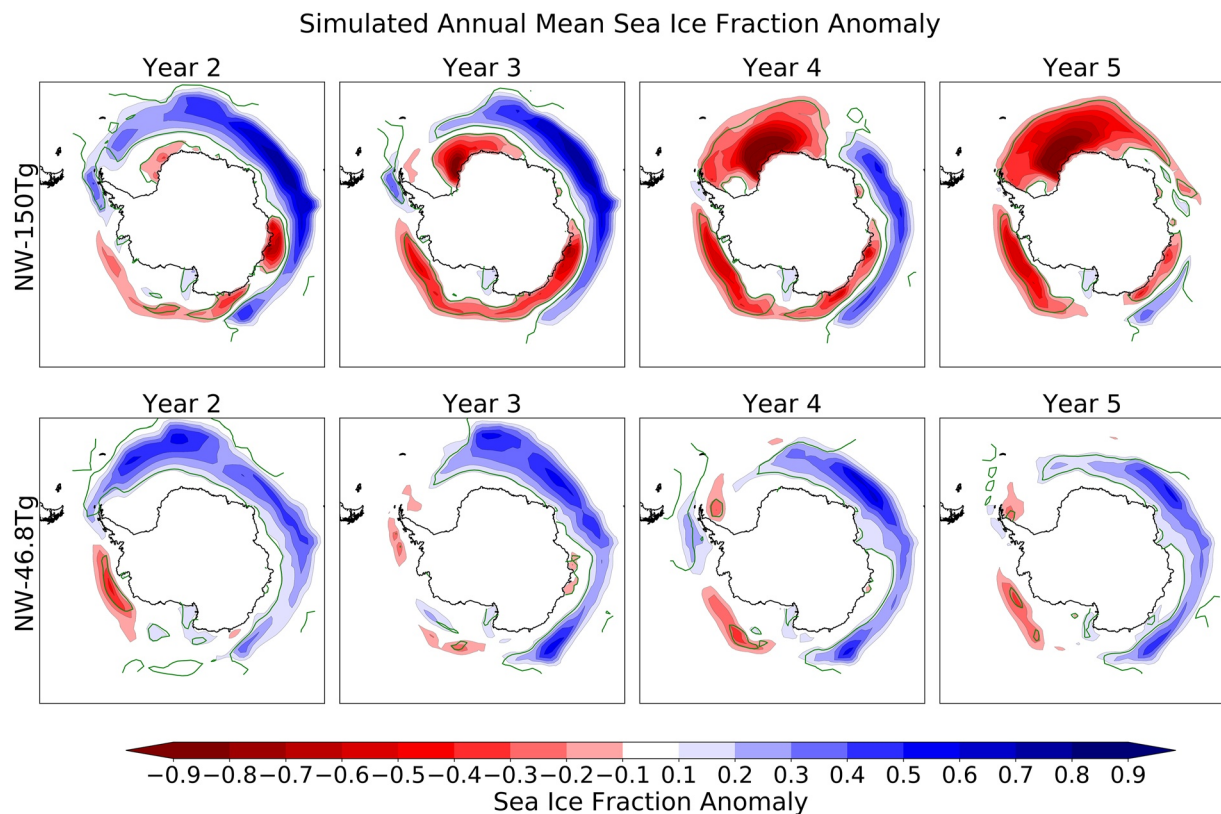 Simulated Annual Mean Sea Ice Fraction Anomaly
Year 2 Year 3 Year 4 Year 5
NW-150Tg
Year 2 Year 3 Year 4 Year 5
NW-46.8Tg
−0.9 −0.8 −0.7 −0.6 −0.5 −0.4 −0.3 −0.2 −0.1 0.1 0.2 0.3 0.4 0.5 0.6 0.7 0.8 0.9
Sea Ice Fraction Anomaly